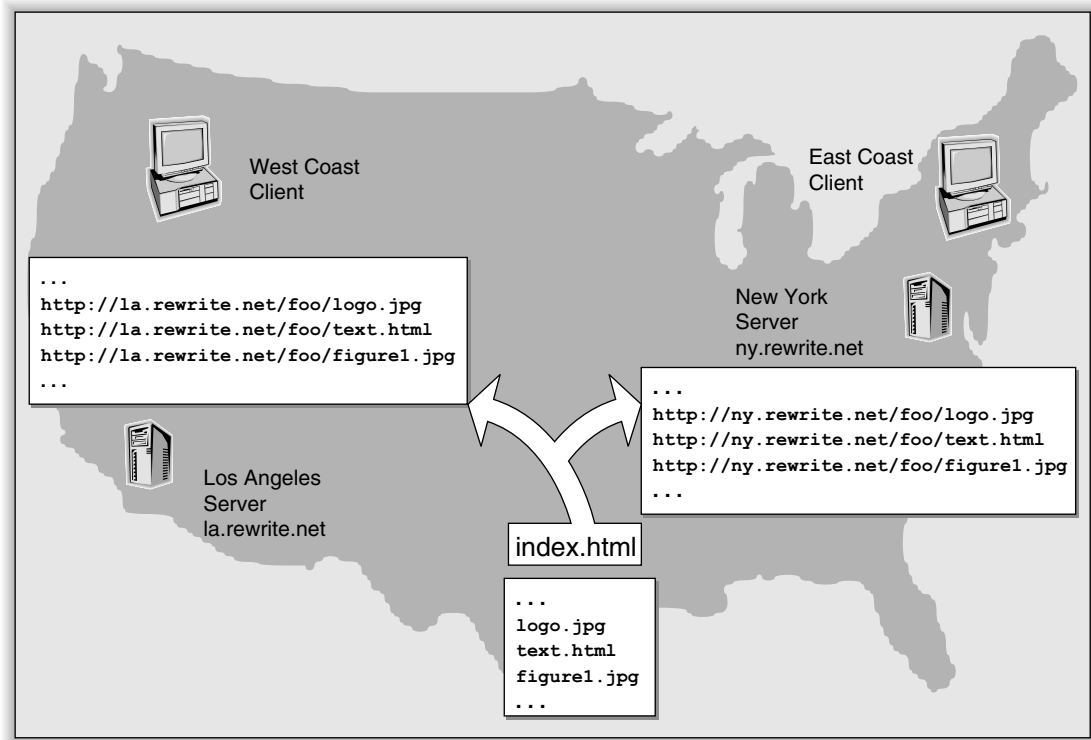 West Coast
Client
East Coast
Client
...
http://la.rewrite.net/foo/logo.jpg
http://la.rewrite.net/foo/text.html
http://la.rewrite.net/foo/figure1.jpg
...
New York
Server
ny.rewrite.net
...
http://ny.rewrite.net/foo/logo.jpg
http://ny.rewrite.net/foo/text.html
http://ny.rewrite.net/foo/figure1.jpg
...
Los Angeles
Server
la.rewrite.net
index.html
...
logo.jpg
text.html
figure1.jpg
...